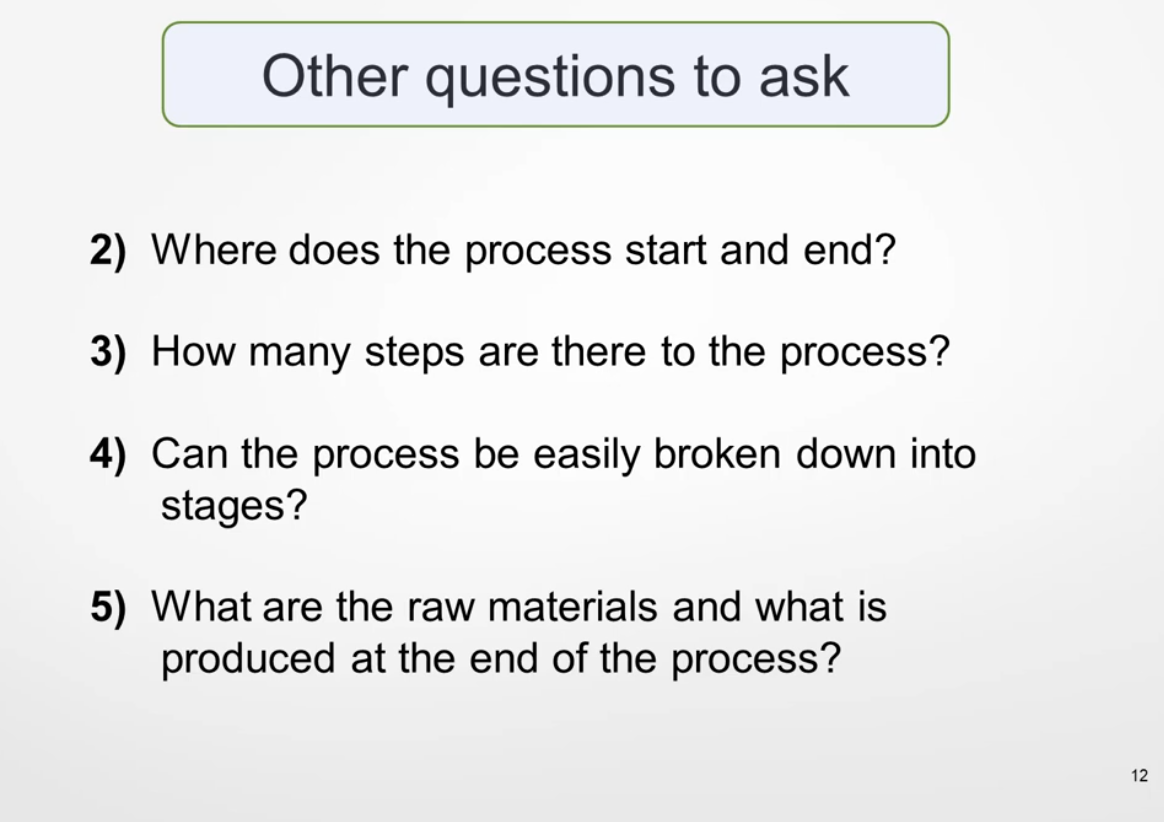 Other questions to ask
2) Where does the process start and end?
3) How many steps are there to the process?
4) Can the process be easily broken down into
stages?
5) What are the raw materials and what is
produced at the end of the process?
12